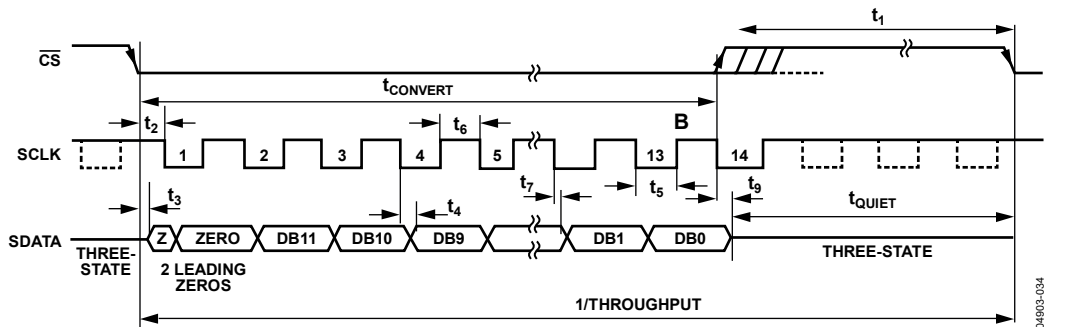 t1
CS
tCONVERT
t2
t6
B
SCLK
1
2
3
4
5
13
14
t3
t4
t7
t5
t9
tQUIET
SDATA
Z
ZERO
DB11
DB10
DB9
DB1
DB0
THREE-
STATE
2 LEADING
ZEROS
THREE-STATE
1/THROUGHPUT
04903-034